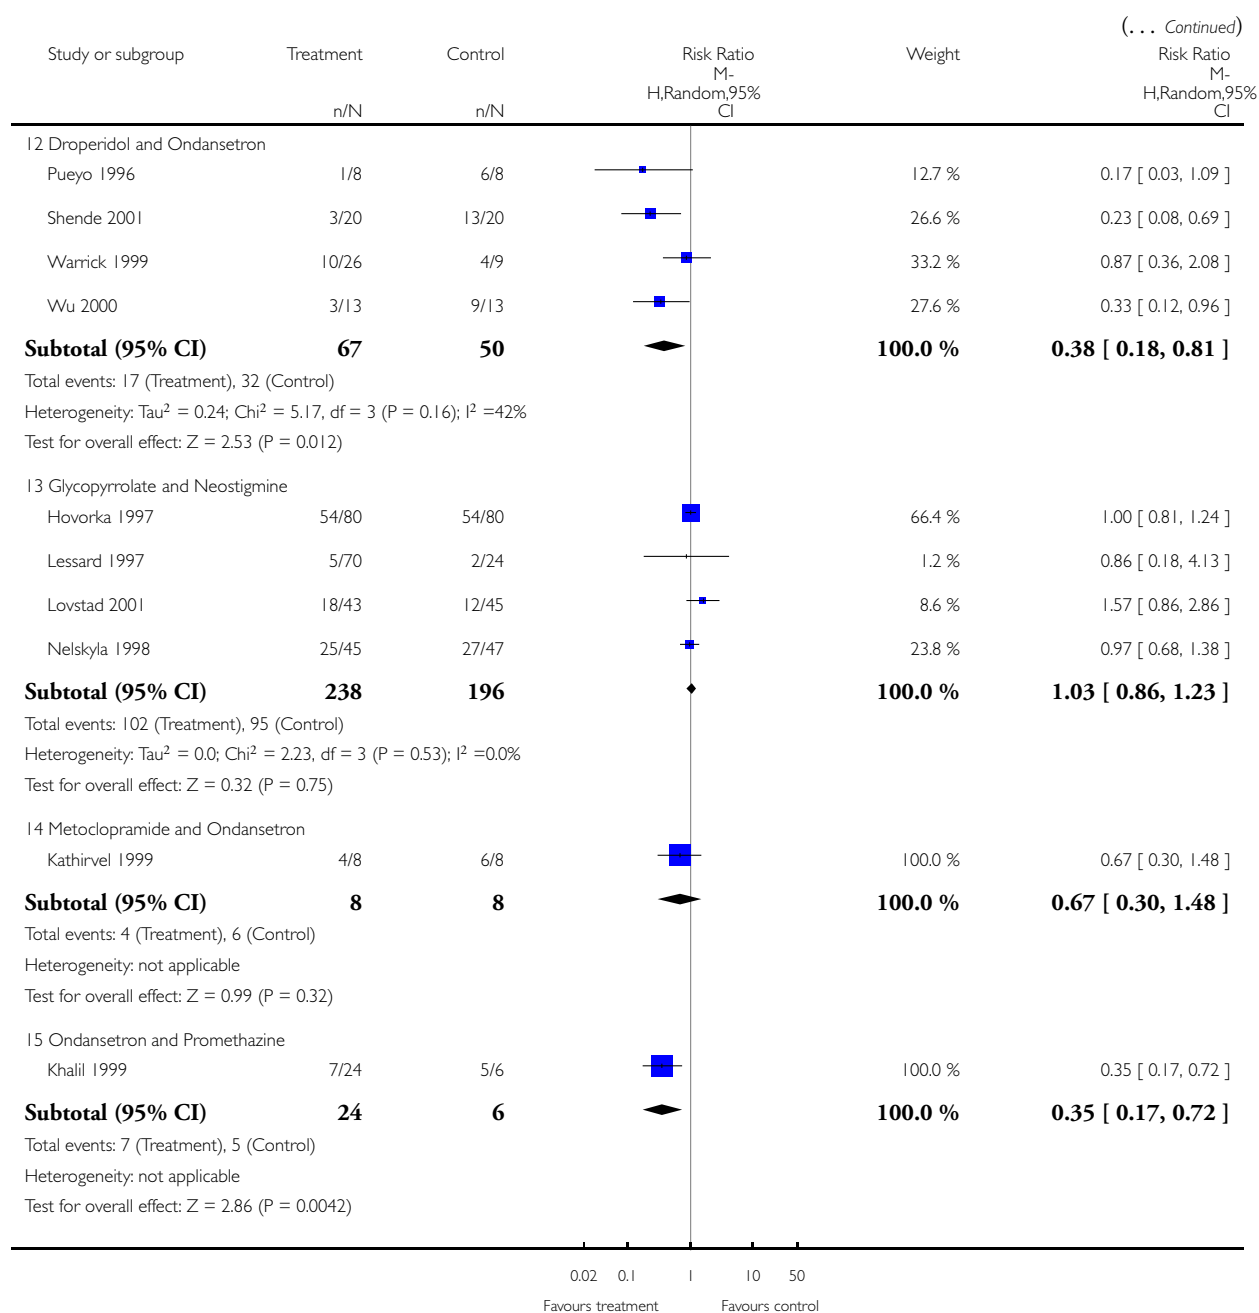 (... Continued)
Study or subgroup Treatment Control Risk Ratio Weight Risk Ratio
M- M-
H,Random,95% H,Random,95%
n/N n/N CI CI
12 Droperidol and Ondansetron
Pueyo 1996 1/8 6/8 12.7 % 0.17 [ 0.03, 1.09 ]
Shende 2001 3/20 13/20 26.6 % 0.23 [ 0.08, 0.69 ]
Warrick 1999 10/26 4/9 33.2 % 0.87 [ 0.36, 2.08 ]
Wu 2000 3/13 9/13 27.6 % 0.33 [ 0.12, 0.96 ]
Subtotal (95% CI) 67 50 100.0 % 0.38 [ 0.18, 0.81 ]
Total events: 17 (Treatment), 32 (Control)
Heterogeneity: Tau² = 0.24; Chi² = 5.17, df = 3 (P = 0.16); I² =42%
Test for overall effect: Z = 2.53 (P = 0.012)
13 Glycopyrrolate and Neostigmine
Hovorka 1997 54/80 54/80 66.4 % 1.00 [ 0.81, 1.24 ]
Lessard 1997 5/70 2/24 1.2 % 0.86 [ 0.18, 4.13 ]
Lovstad 2001 18/43 12/45 8.6 % 1.57 [ 0.86, 2.86 ]
Nelskyla 1998 25/45 27/47 23.8 % 0.97 [ 0.68, 1.38 ]
Subtotal (95% CI) 238 196 100.0 % 1.03 [ 0.86, 1.23 ]
Total events: 102 (Treatment), 95 (Control)
Heterogeneity: Tau² = 0.0; Chi² = 2.23, df = 3 (P = 0.53); I² =0.0%
Test for overall effect: Z = 0.32 (P = 0.75)
14 Metoclopramide and Ondansetron
Kathirvel 1999 4/8 6/8 100.0 % 0.67 [ 0.30, 1.48 ]
Subtotal (95% CI) 8 8 100.0 % 0.67 [ 0.30, 1.48 ]
Total events: 4 (Treatment), 6 (Control)
Heterogeneity: not applicable
Test for overall effect: Z = 0.99 (P = 0.32)
15 Ondansetron and Promethazine
Khalil 1999 7/24 5/6 100.0 % 0.35 [ 0.17, 0.72 ]
Subtotal (95% CI) 24 6 100.0 % 0.35 [ 0.17, 0.72 ]
Total events: 7 (Treatment), 5 (Control)
Heterogeneity: not applicable
Test for overall effect: Z = 2.86 (P = 0.0042)
0.02 0.1 1 10 50
Favours treatment Favours control